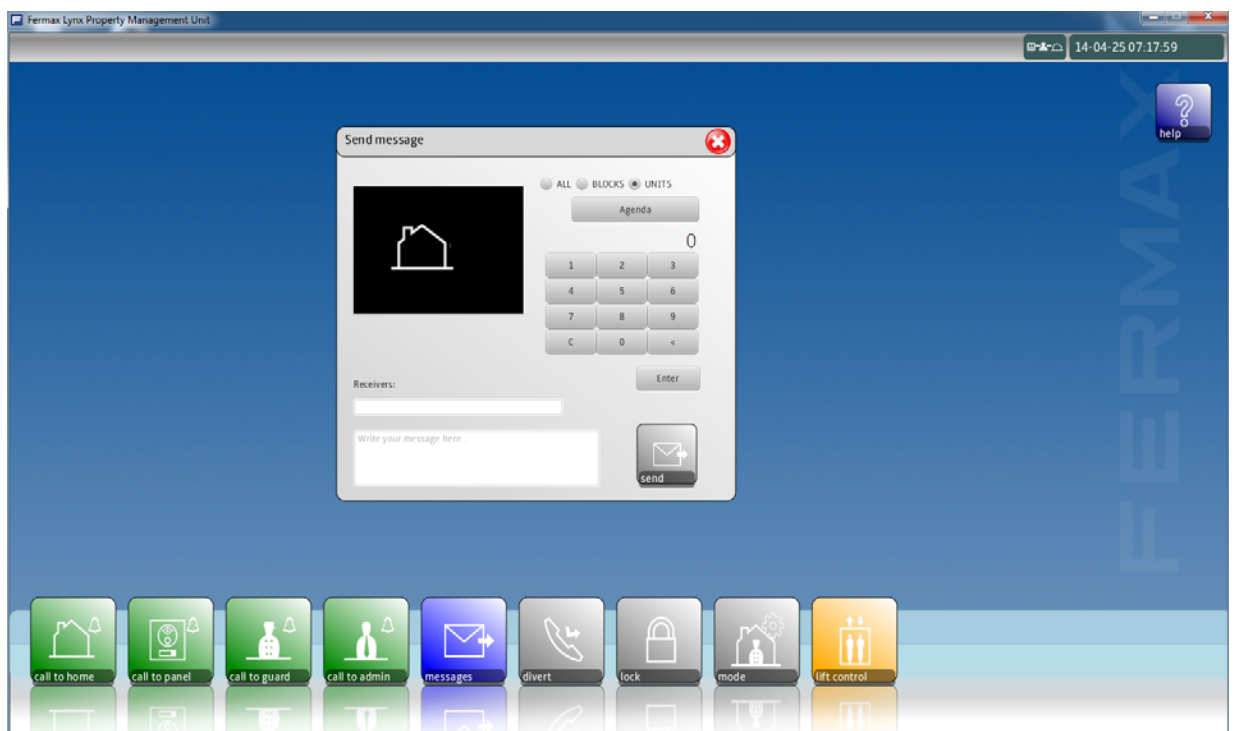 Fermax Lynx Property Management Unit
14-04-25 07:17:59
help
Send message
ALL BLOCKS UNITS
Agenda
0
1 2 3
4 5 6
7 8 9
C 0 <
Enter
Receivers:
Write your message here...
send
FERMAX
call to home call to panel call to guard call to admin messages divert lock mode lift control